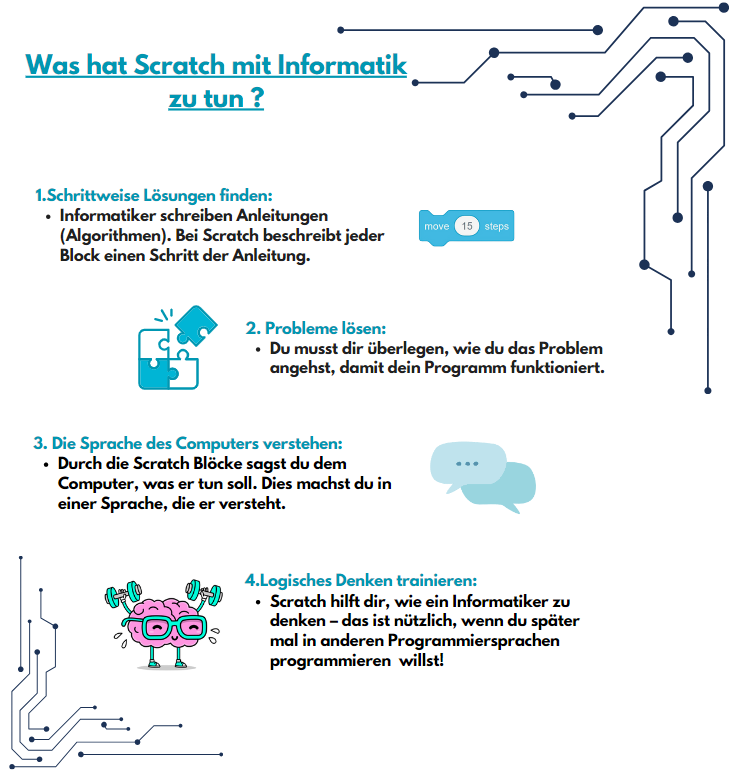 Was hat Scratch mit Informatik
zu tun ?
1.Schrittweise Lösungen finden:
• Informatiker schreiben Anleitungen
(Algorithmen). Bei Scratch beschreibt jeder
Block einen Schritt der Anleitung.
move 15 steps
2. Probleme lösen:
• Du musst dir überlegen, wie du das Problem
angehst, damit dein Programm funktioniert.
3. Die Sprache des Computers verstehen:
• Durch die Scratch Blöcke sagst du dem
Computer, was er tun soll. Dies machst du in
einer Sprache, die er versteht.
4.Logisches Denken trainieren:
• Scratch hilft dir, wie ein Informatiker zu
denken – das ist nützlich, wenn du später
mal in anderen Programmiersprachen
programmieren willst!